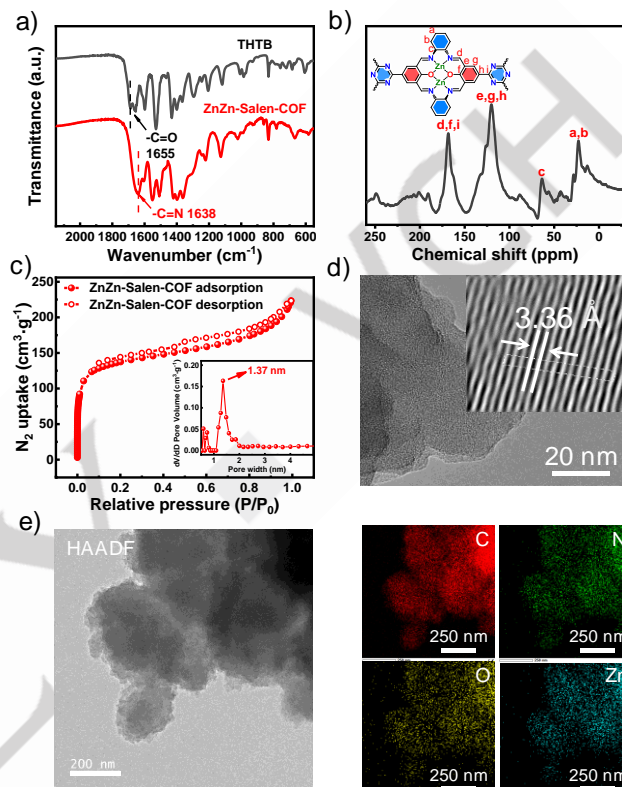 a)
THTB
ZnZn-Salen-COF
-C=O
1655
-C=N 1638
Transmittance (a.u.)
2000 1800 1600 1400 1200 1000 800 600
Wavenumber (cm-1)
b)
a
b
c
d
e
g
f
h
i
N
N
N
N
N
N
N
N
N
N
Zn
O
O
Zn
d,f,i
e,g,h
c
a,b
250 200 150 100 50 0
Chemical shift (ppm)
c)
ZnZn-Salen-COF adsorption
ZnZn-Salen-COF desorption
N2 uptake (cm3·g-1)
225
200
150
100
50
0
0.0 0.2 0.4 0.6 0.8 1.0
Relative pressure (P/P0)
dV/dD Pore Volume (cm3·g-1)
0.20
0.15
0.10
0.05
0.00
1.37 nm
1 2 3 4
Pore width (nm)
d)
3.36 Å
20 nm
e)
HAADF
200 nm
C
250 nm
N
250 nm
O
250 nm
Zn
250 nm